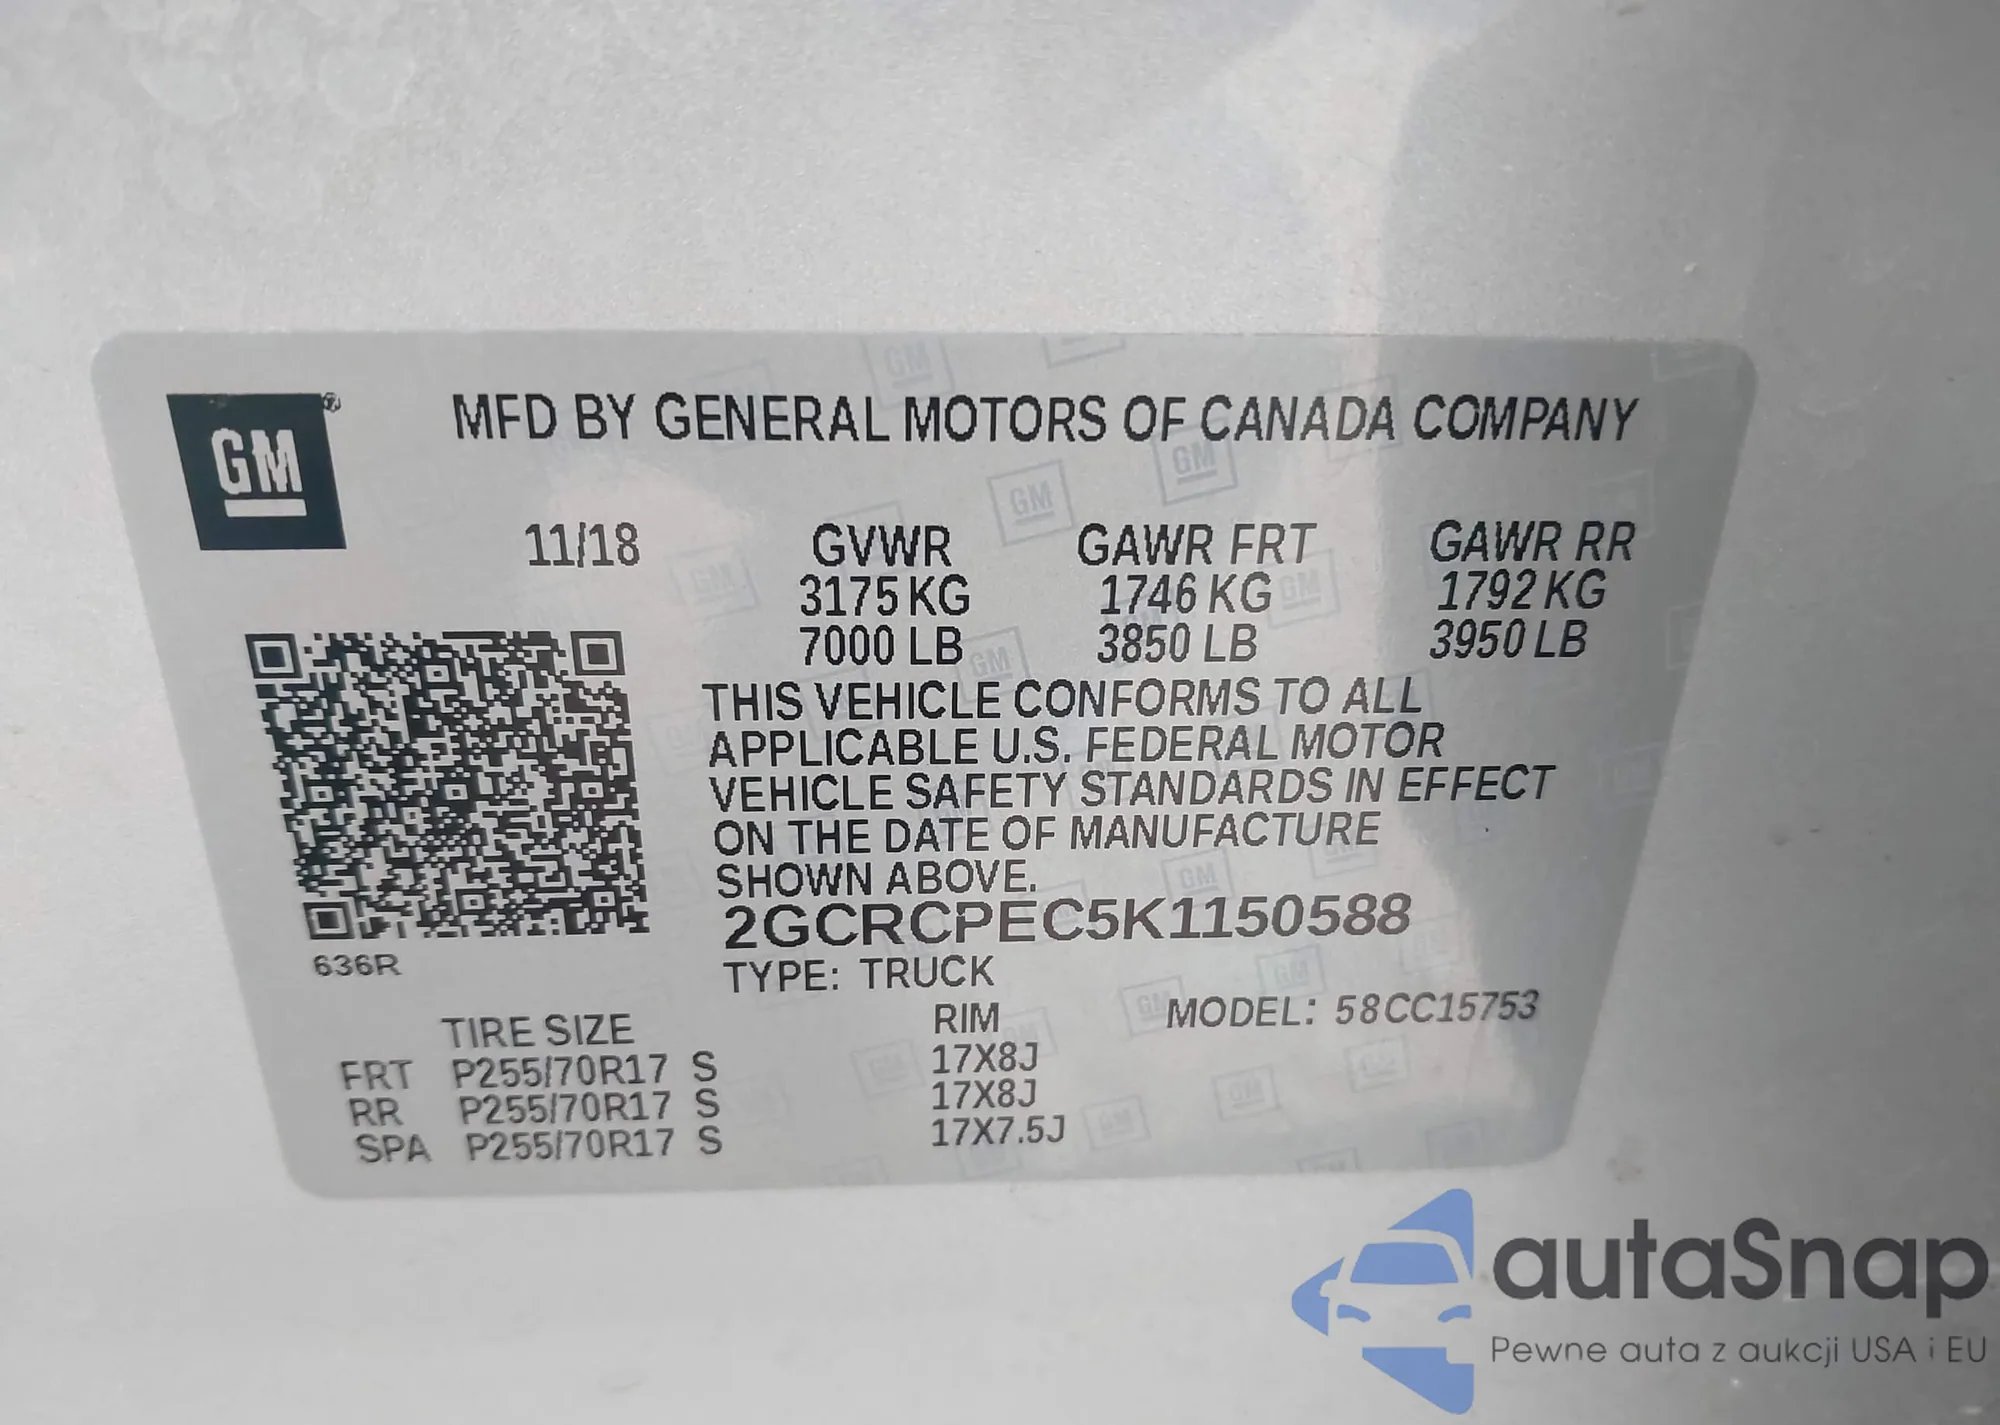 GM®
MFD BY GENERAL MOTORS OF CANADA COMPANY
11/18 GVWR GAWR FRT GAWR RR
3175 KG 1746 KG 1792 KG
7000 LB 3850 LB 3950 LB
THIS VEHICLE CONFORMS TO ALL
APPLICABLE U.S. FEDERAL MOTOR
VEHICLE SAFETY STANDARDS IN EFFECT
ON THE DATE OF MANUFACTURE
SHOWN ABOVE.
2GCRCPEC5K1150588
636R
TYPE: TRUCK
MODEL: 58CC15753
TIRE SIZE RIM
FRT P255/70R17 S 17X8J
RR P255/70R17 S 17X8J
SPA P255/70R17 S 17X7.5J
autaSnap
Pewne auta z aukcji USA i EU